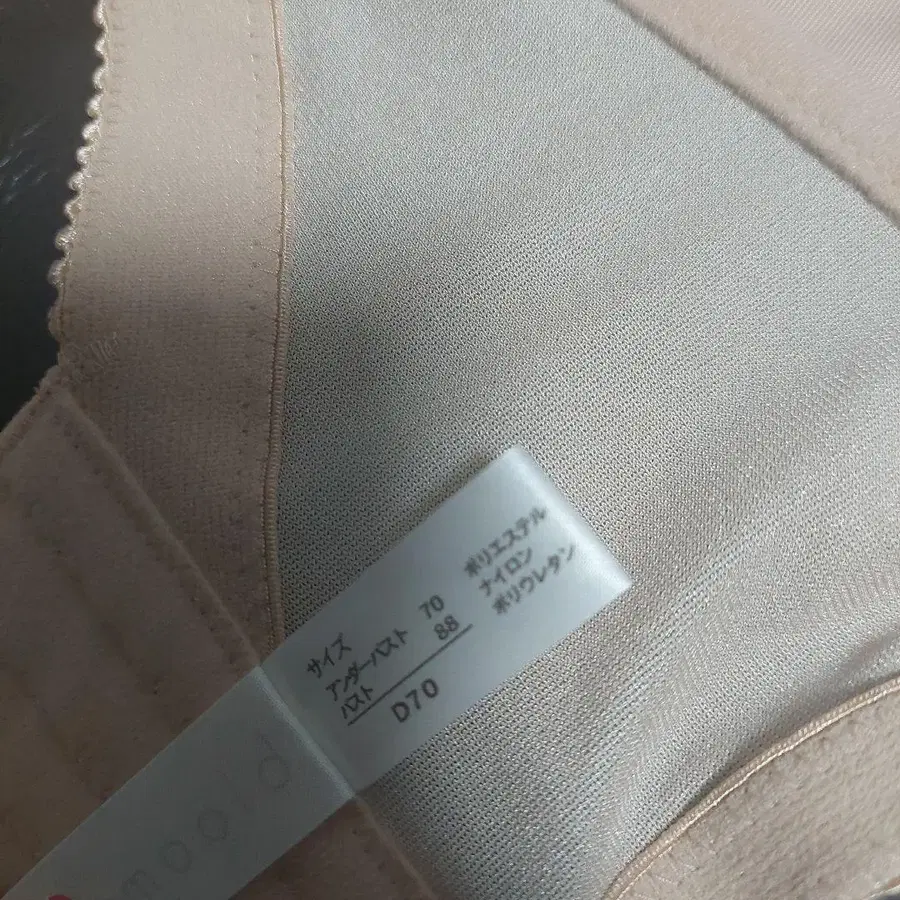 サイズ
アンダーバスト 70
バスト 88
D70
ポリエステル
ナイロン
ポリウレタン